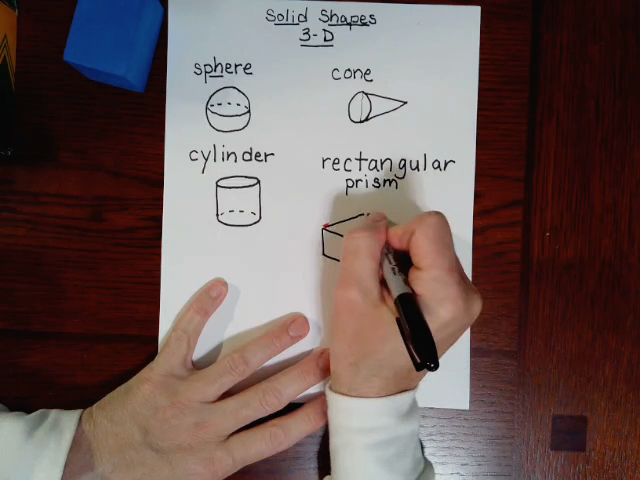 Solid Shapes
3-D
sphere
cone
cylinder
rectangular
prism